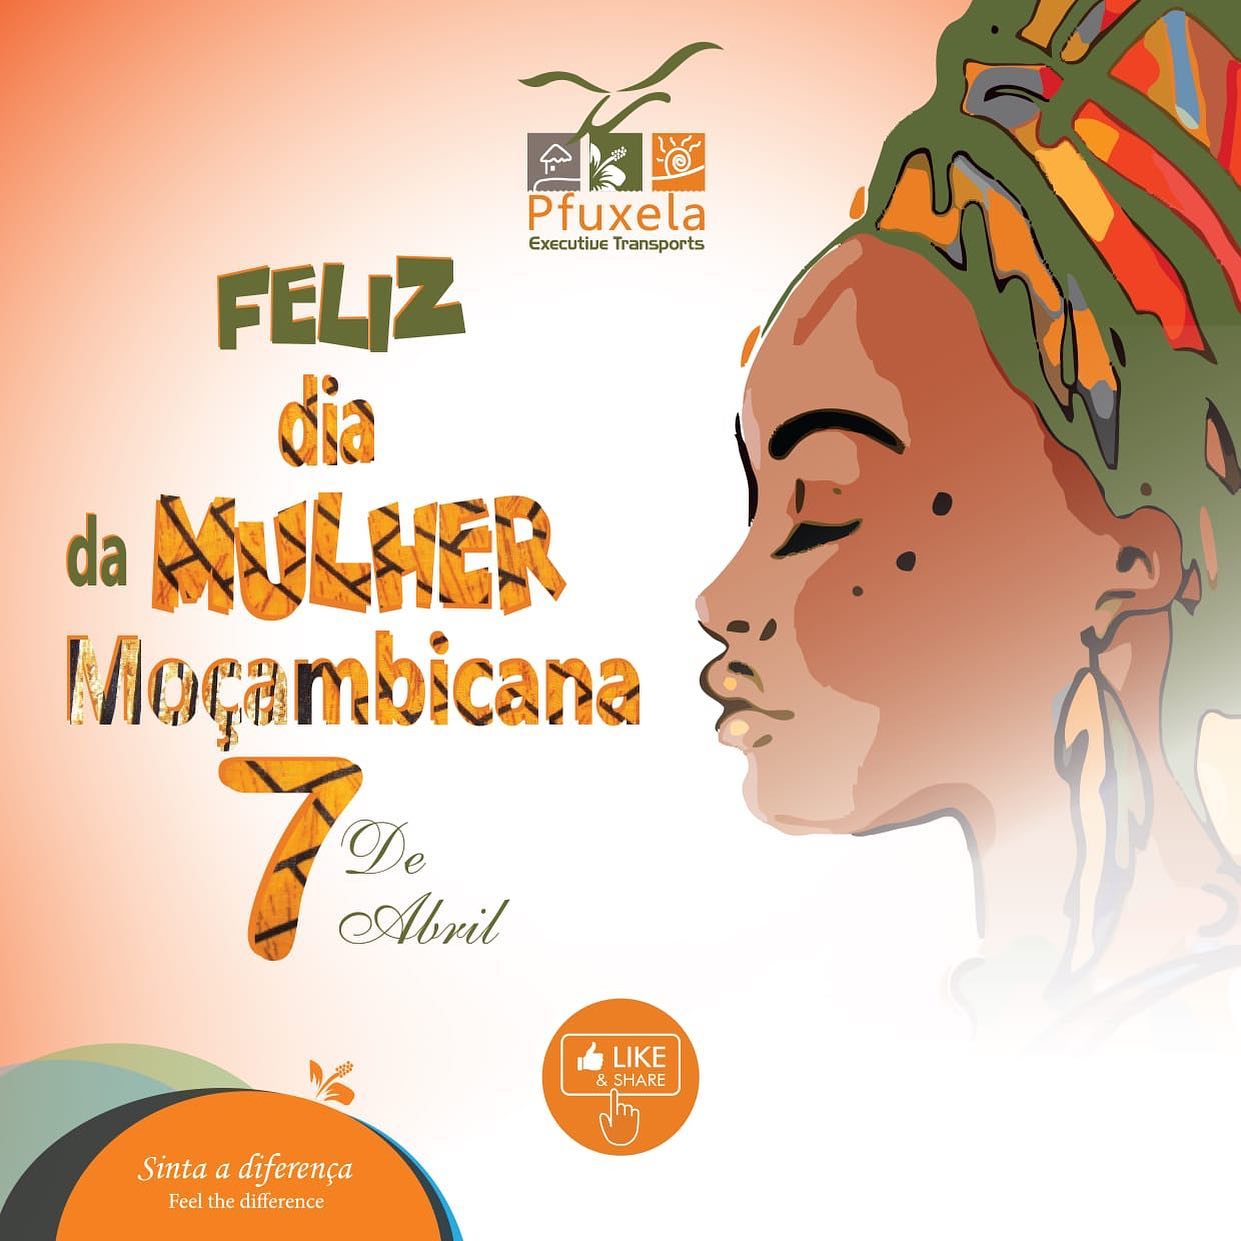 Pfuxela
Executive Transports
FELIZ
dia
da MULHER
Moçambicana
7 De
Abril
LIKE
& SHARE
Sinta a diferença
Feel the difference